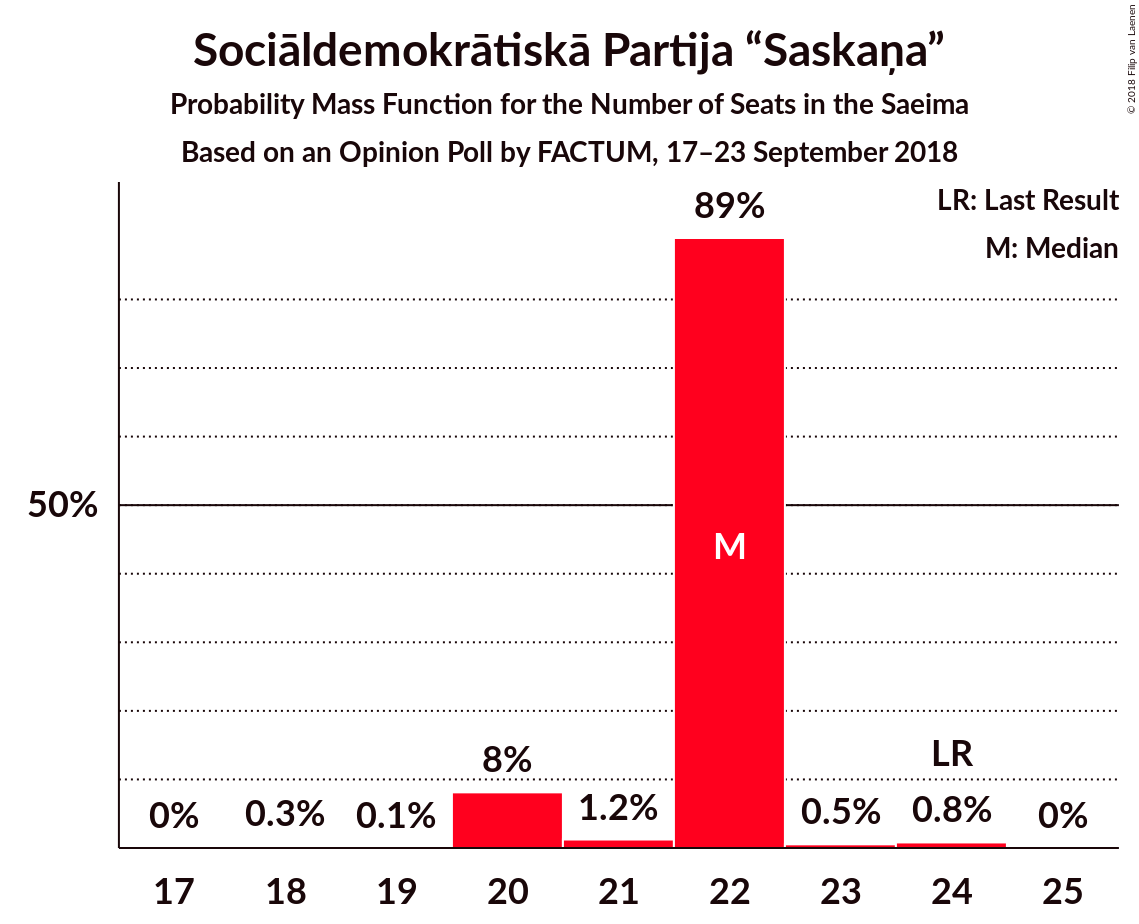 Sociāldemokrātiskā Partija “Saskaņa”
Probability Mass Function for the Number of Seats in the Saeima
Based on an Opinion Poll by FACTUM, 17–23 September 2018
© 2018 Filip van Laenen
LR: Last Result
M: Median
89%
50%
M
8%
LR
0%
0.3%
0.1%
1.2%
0.5%
0.8%
0%
17
18
19
20
21
22
23
24
25